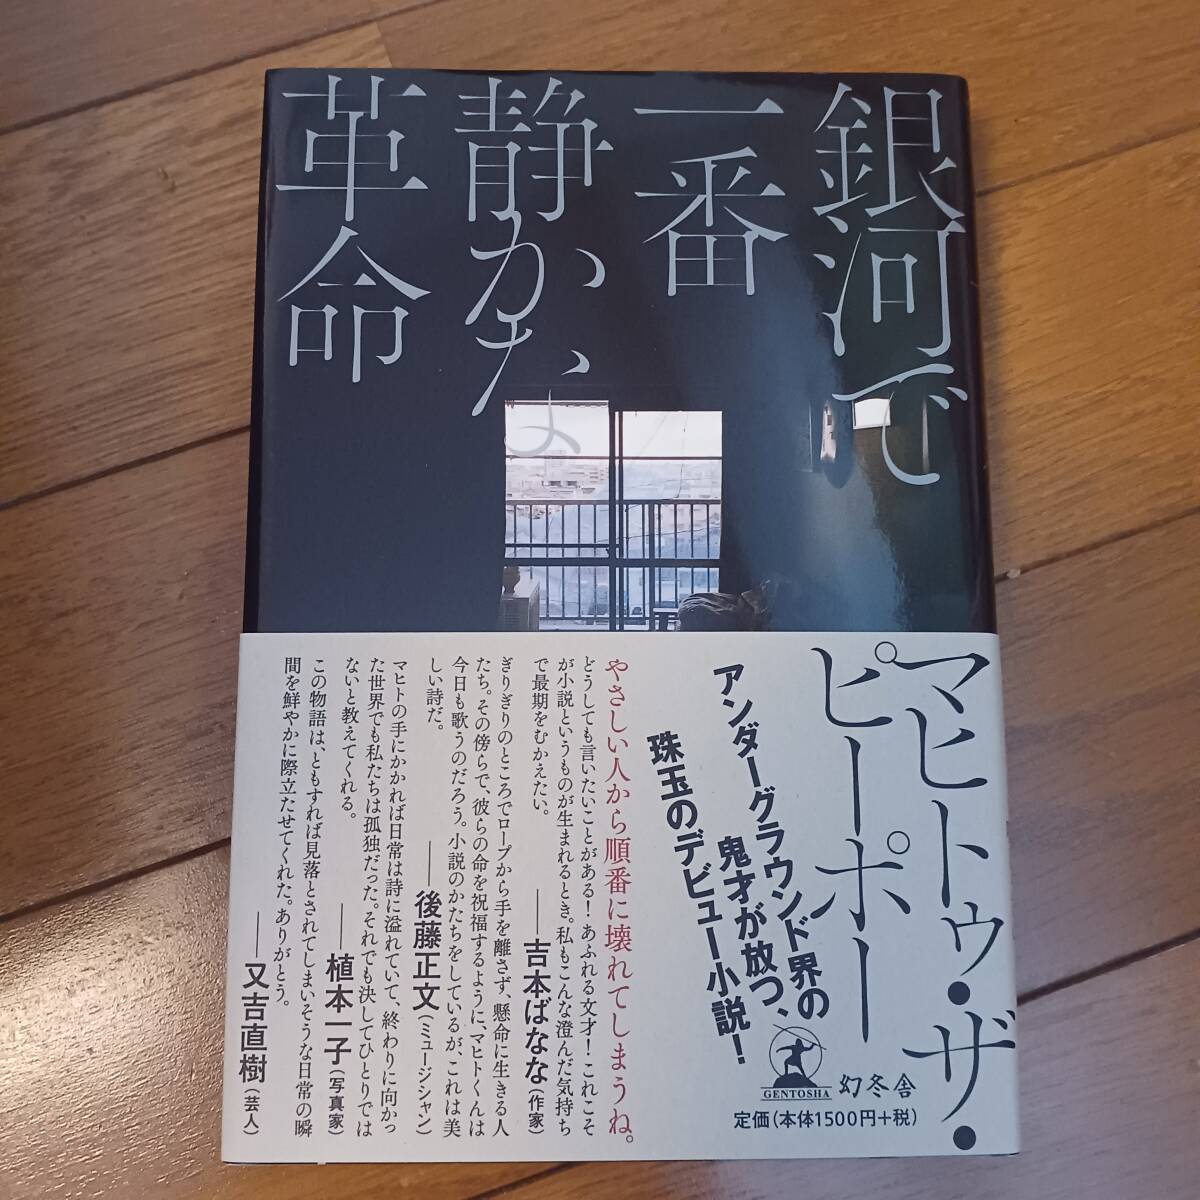 銀河で
一番
静かな
革命
マヒトゥ・ザ・
ピーポー
アンダーグラウンド界の
鬼才が放つ、
珠玉のデビュー小説！
GENTOSHA
幻冬舎
定価（本体1500円＋税）
やさしい人から順番に壊れてしまうね。
どうしても言いたいことがある！あふれる文才！これこそ
が小説というものが生まれるとき。私もこんな澄んだ気持ち
で最期をむかえたい。
――吉本ばなな（作家）
ぎりぎりのところでロープから手を離さず、懸命に生きる人
たち。その傍らで、彼らの命を祝福するように、マヒトくんは
今日も歌うのだろう。小説のかたちをしているが、これは美
しい詩だ。
――後藤正文（ミュージシャン）
マヒトの手にかかれば日常は詩に溢れていて、終わりに向かっ
た世界でも私たちは孤独だった。それでも決してひとりでは
ないと教えてくれる。
――植本一子（写真家）
この物語は、ともすれば見落とされてしまいそうな日常の瞬
間を鮮やかに際立たせてくれた。ありがとう。
――又吉直樹（芸人）